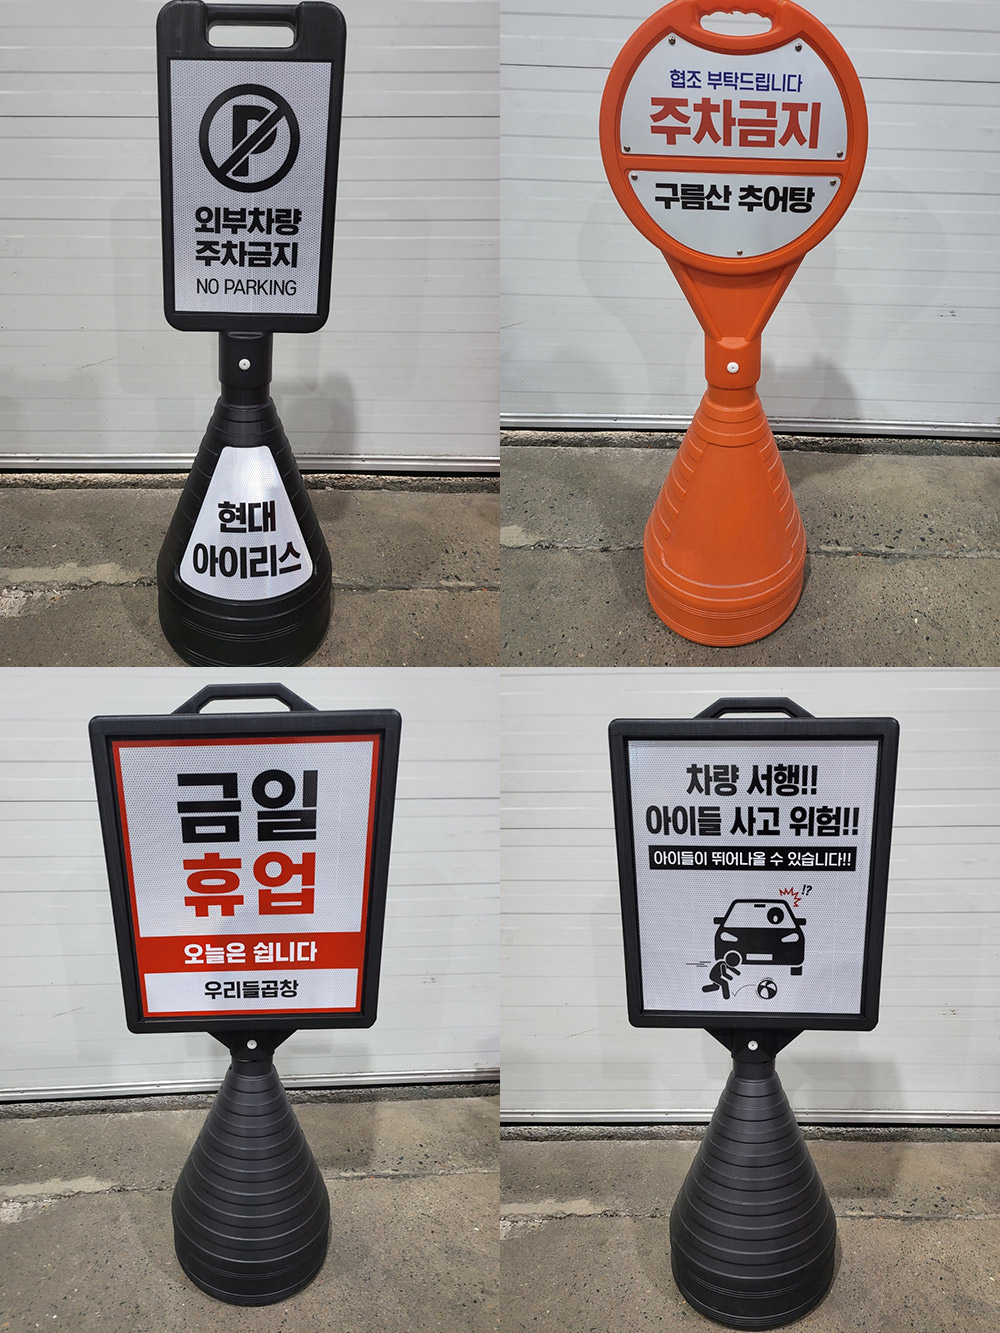 외부차량
주차금지
NO PARKING
현대
아이리스
협조 부탁드립니다
주차금지
구름산 추어탕
금일
휴업
오늘은 쉽니다
우리들곱창
차량 서행!!
아이들 사고 위험!!
아이들이 뛰어나올 수 있습니다!!
!?